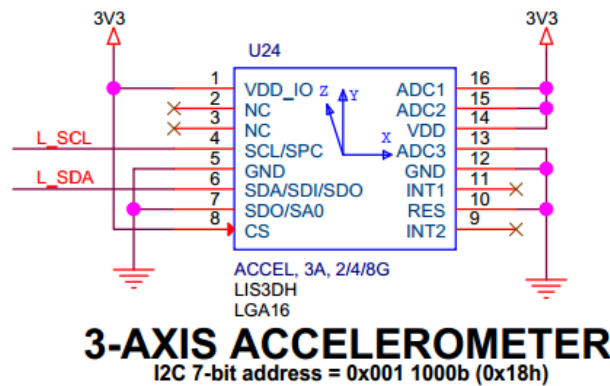 3V3
3V3
U24
1 VDD_IO
2 NC
3 NC
L_SCL 4 SCL/SPC
5 GND
L_SDA 6 SDA/SDI/SDO
7 SDO/SA0
8 CS
Z Y X
ADC1 16
ADC2 15
VDD 14
ADC3 13
GND 12
INT1 11
RES 10
INT2 9
ACCEL, 3A, 2/4/8G
LIS3DH
LGA16
3-AXIS ACCELEROMETER
I2C 7-bit address = 0x001 1000b (0x18h)